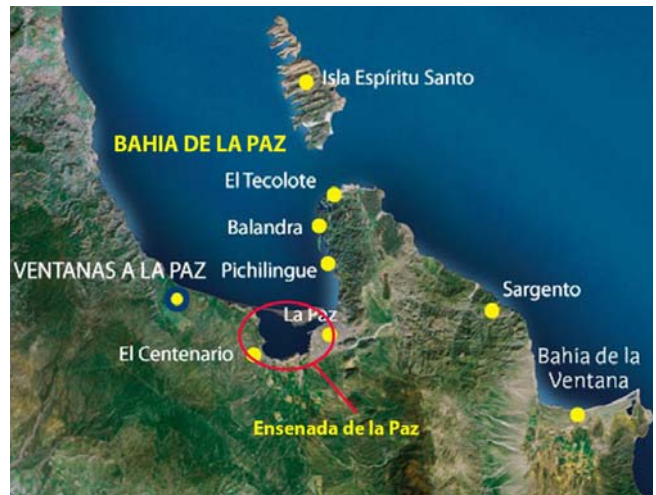 Isla Espíritu Santo
BAHIA DE LA PAZ
El Tecolote
Balandra
Pichilingue
VENTANAS A LA PAZ
Sargento
La Paz
El Centenario
Bahía de la
Ventana
Ensenada de la Paz